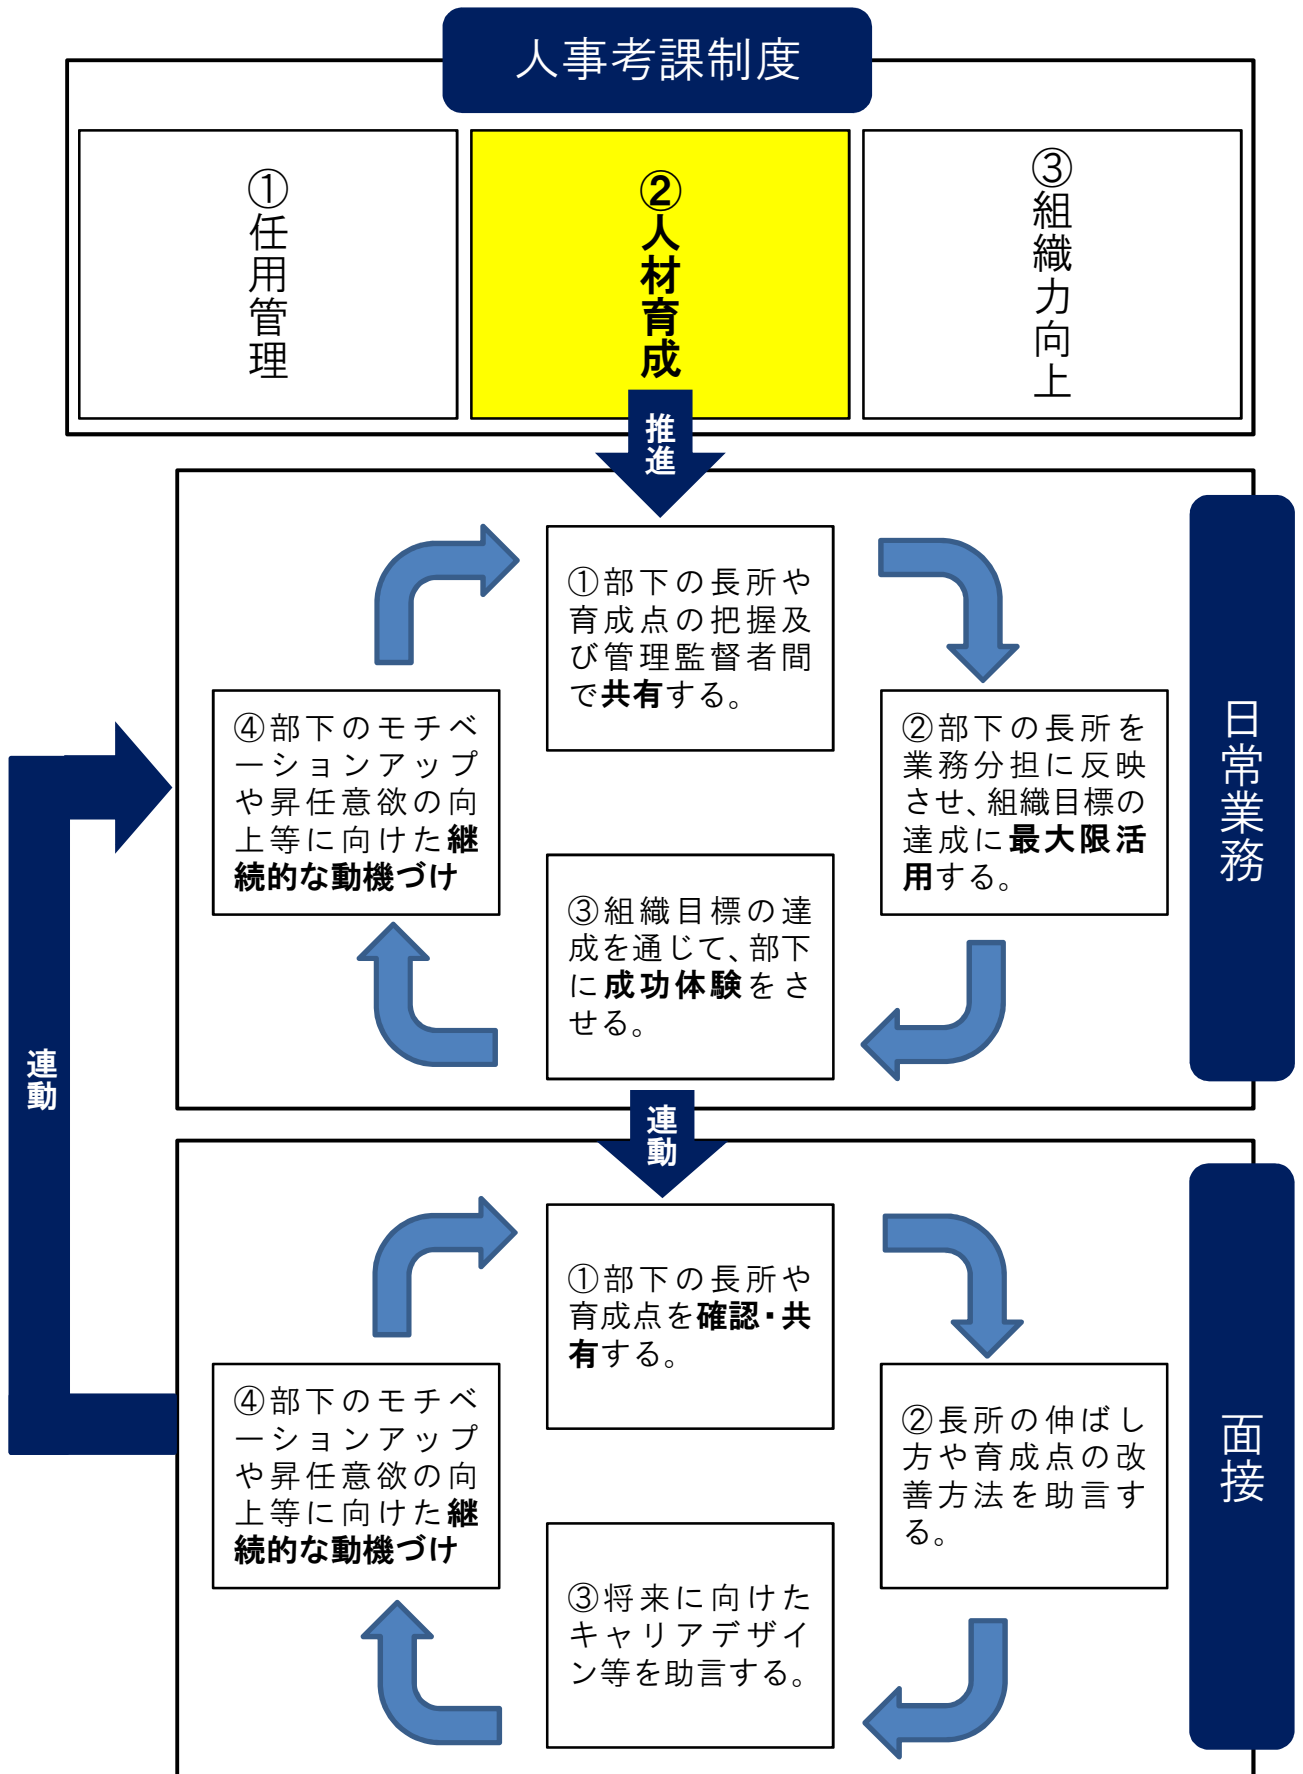 人事考課制度
①任用管理
②人材育成
③組織力向上
推進
日常業務
①部下の長所や
育成点の把握及
び管理監督者間
で共有する。
②部下の長所を
業務分担に反映
させ、組織目標の
達成に最大限活
用する。
③組織目標の達
成を通じて、部下
に成功体験をさ
せる。
④部下のモチベ
ーションアップ
や昇任意欲の向
上等に向けた継
続的な動機づけ
連動
連動
面接
①部下の長所や
育成点を確認・共
有する。
②長所の伸ばし
方や育成点の改
善方法を助言す
る。
③将来に向けた
キャリアデザイ
ン等を助言する。
④部下のモチベ
ーションアップ
や昇任意欲の向
上等に向けた継
続的な動機づけ